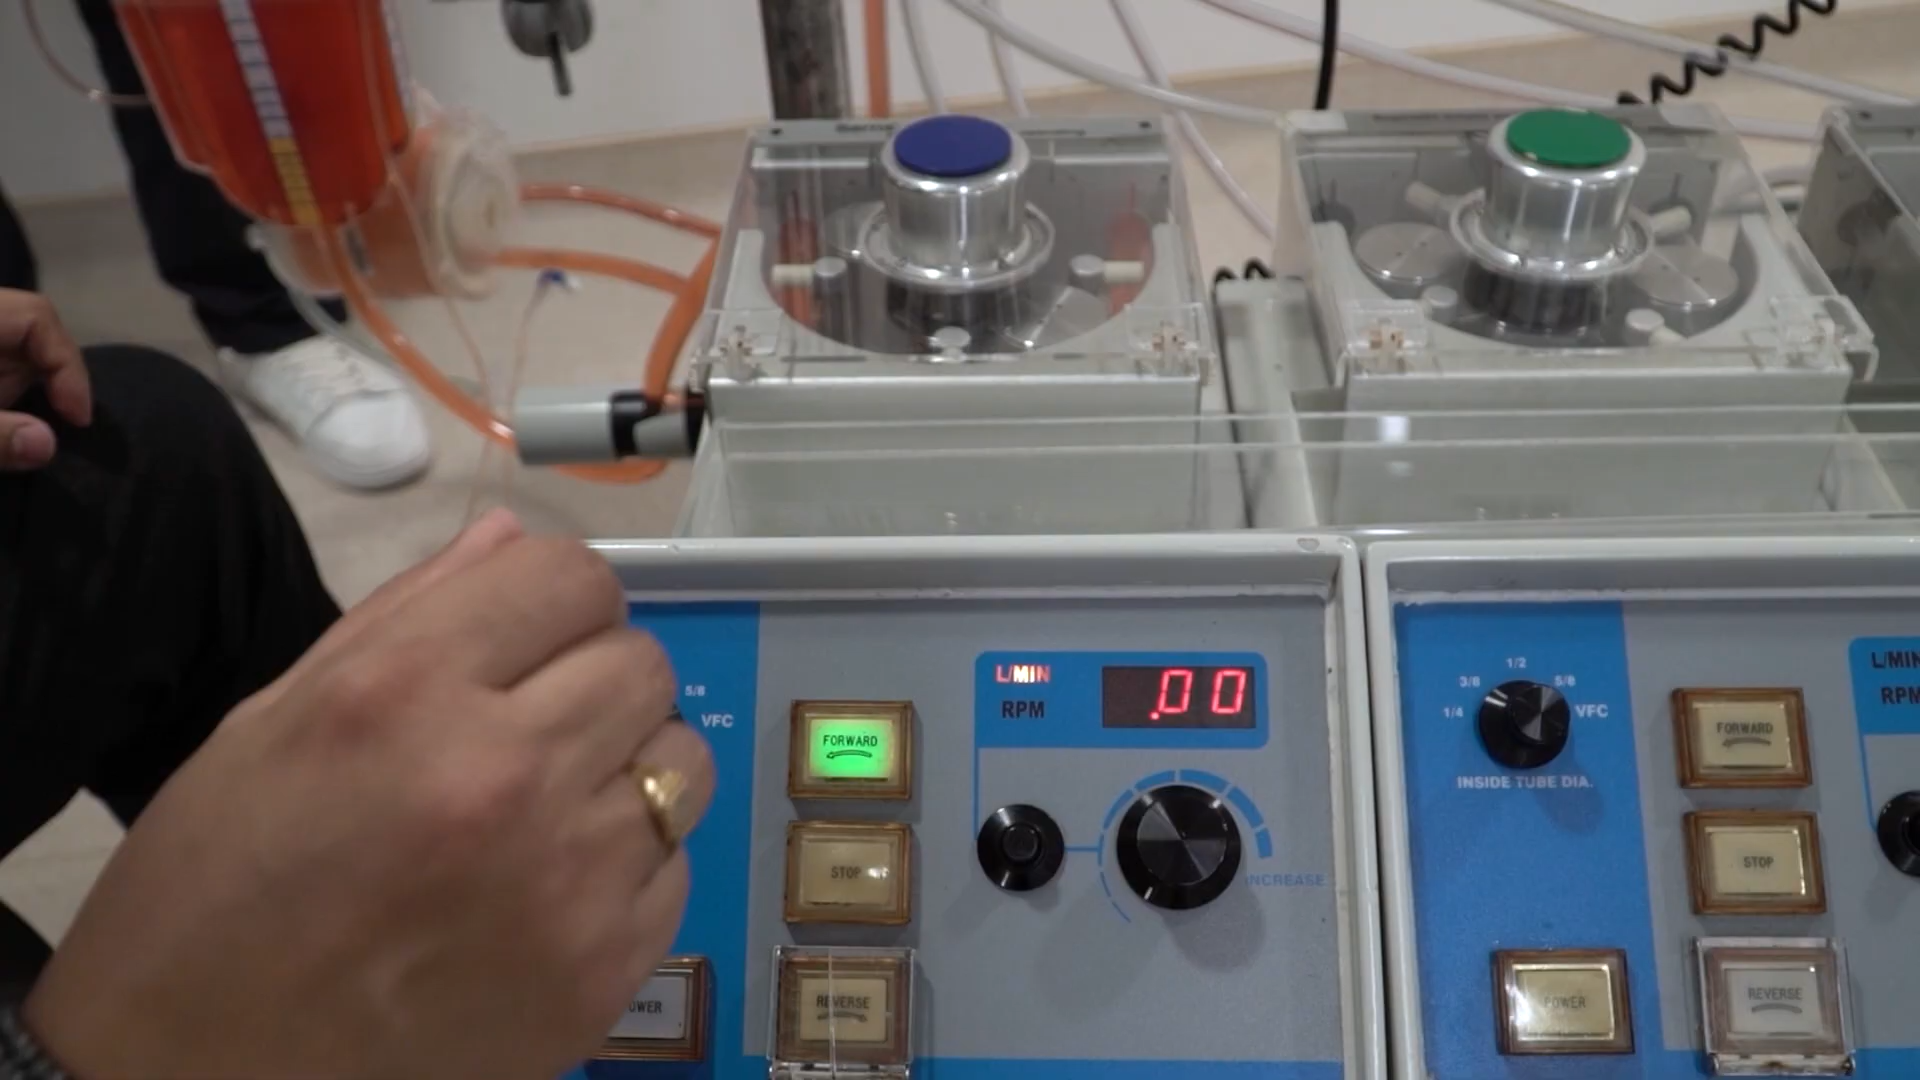 5/8
VFC
FORWARD
STOP
REVERSE
L/MIN
RPM
.00
INCREASE
1/2
3/8
5/8
1/4
VFC
INSIDE TUBE DIA.
FORWARD
STOP
POWER
REVERSE
L/MIN
RPM